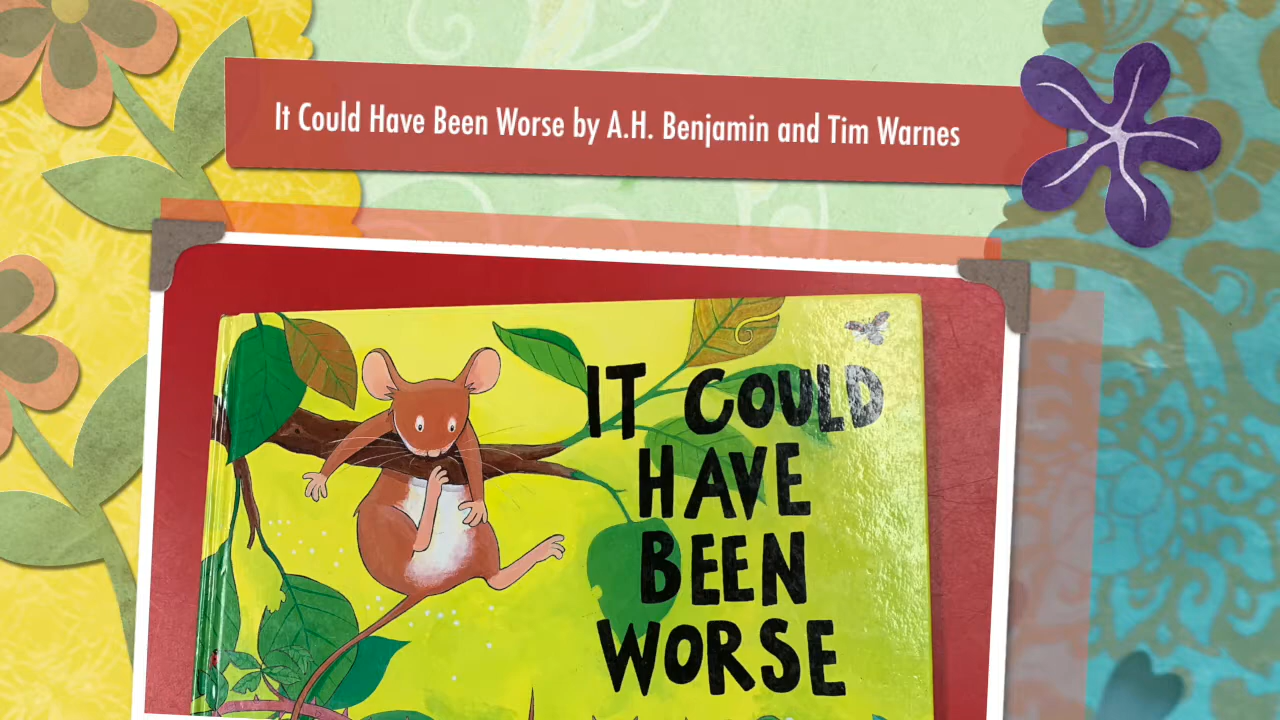 It Could Have Been Worse by A.H. Benjamin and Tim Warnes
IT COULD
HAVE
BEEN
WORSE